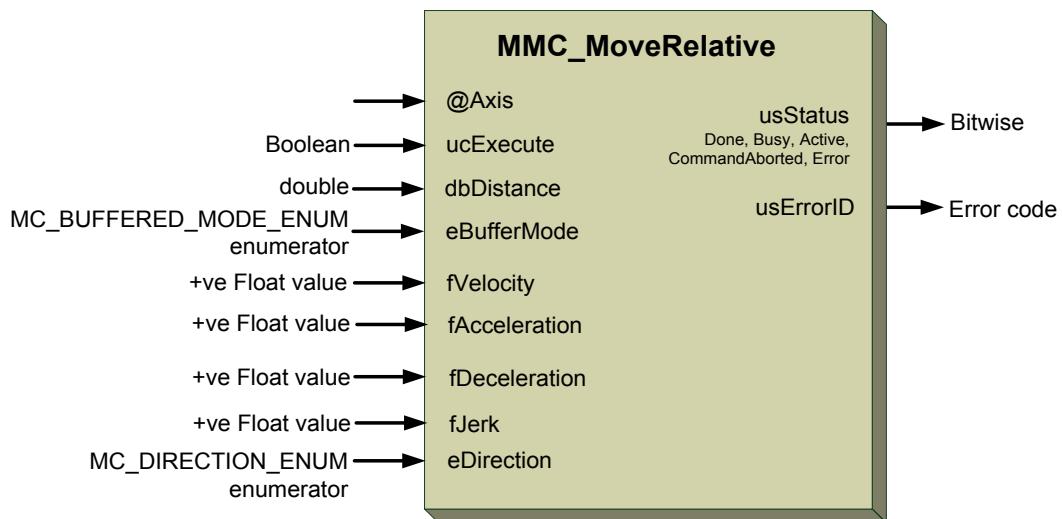 MMC_MoveRelative
@Axis
Boolean
ucExecute
double
dbDistance
MC_BUFFERED_MODE_ENUM
enumerator
eBufferMode
+ve Float value
fVelocity
+ve Float value
fAcceleration
+ve Float value
fDeceleration
+ve Float value
fJerk
MC_DIRECTION_ENUM
enumerator
eDirection
usStatus
Done, Busy, Active,
CommandAborted, Error
Bitwise
usErrorID
Error code